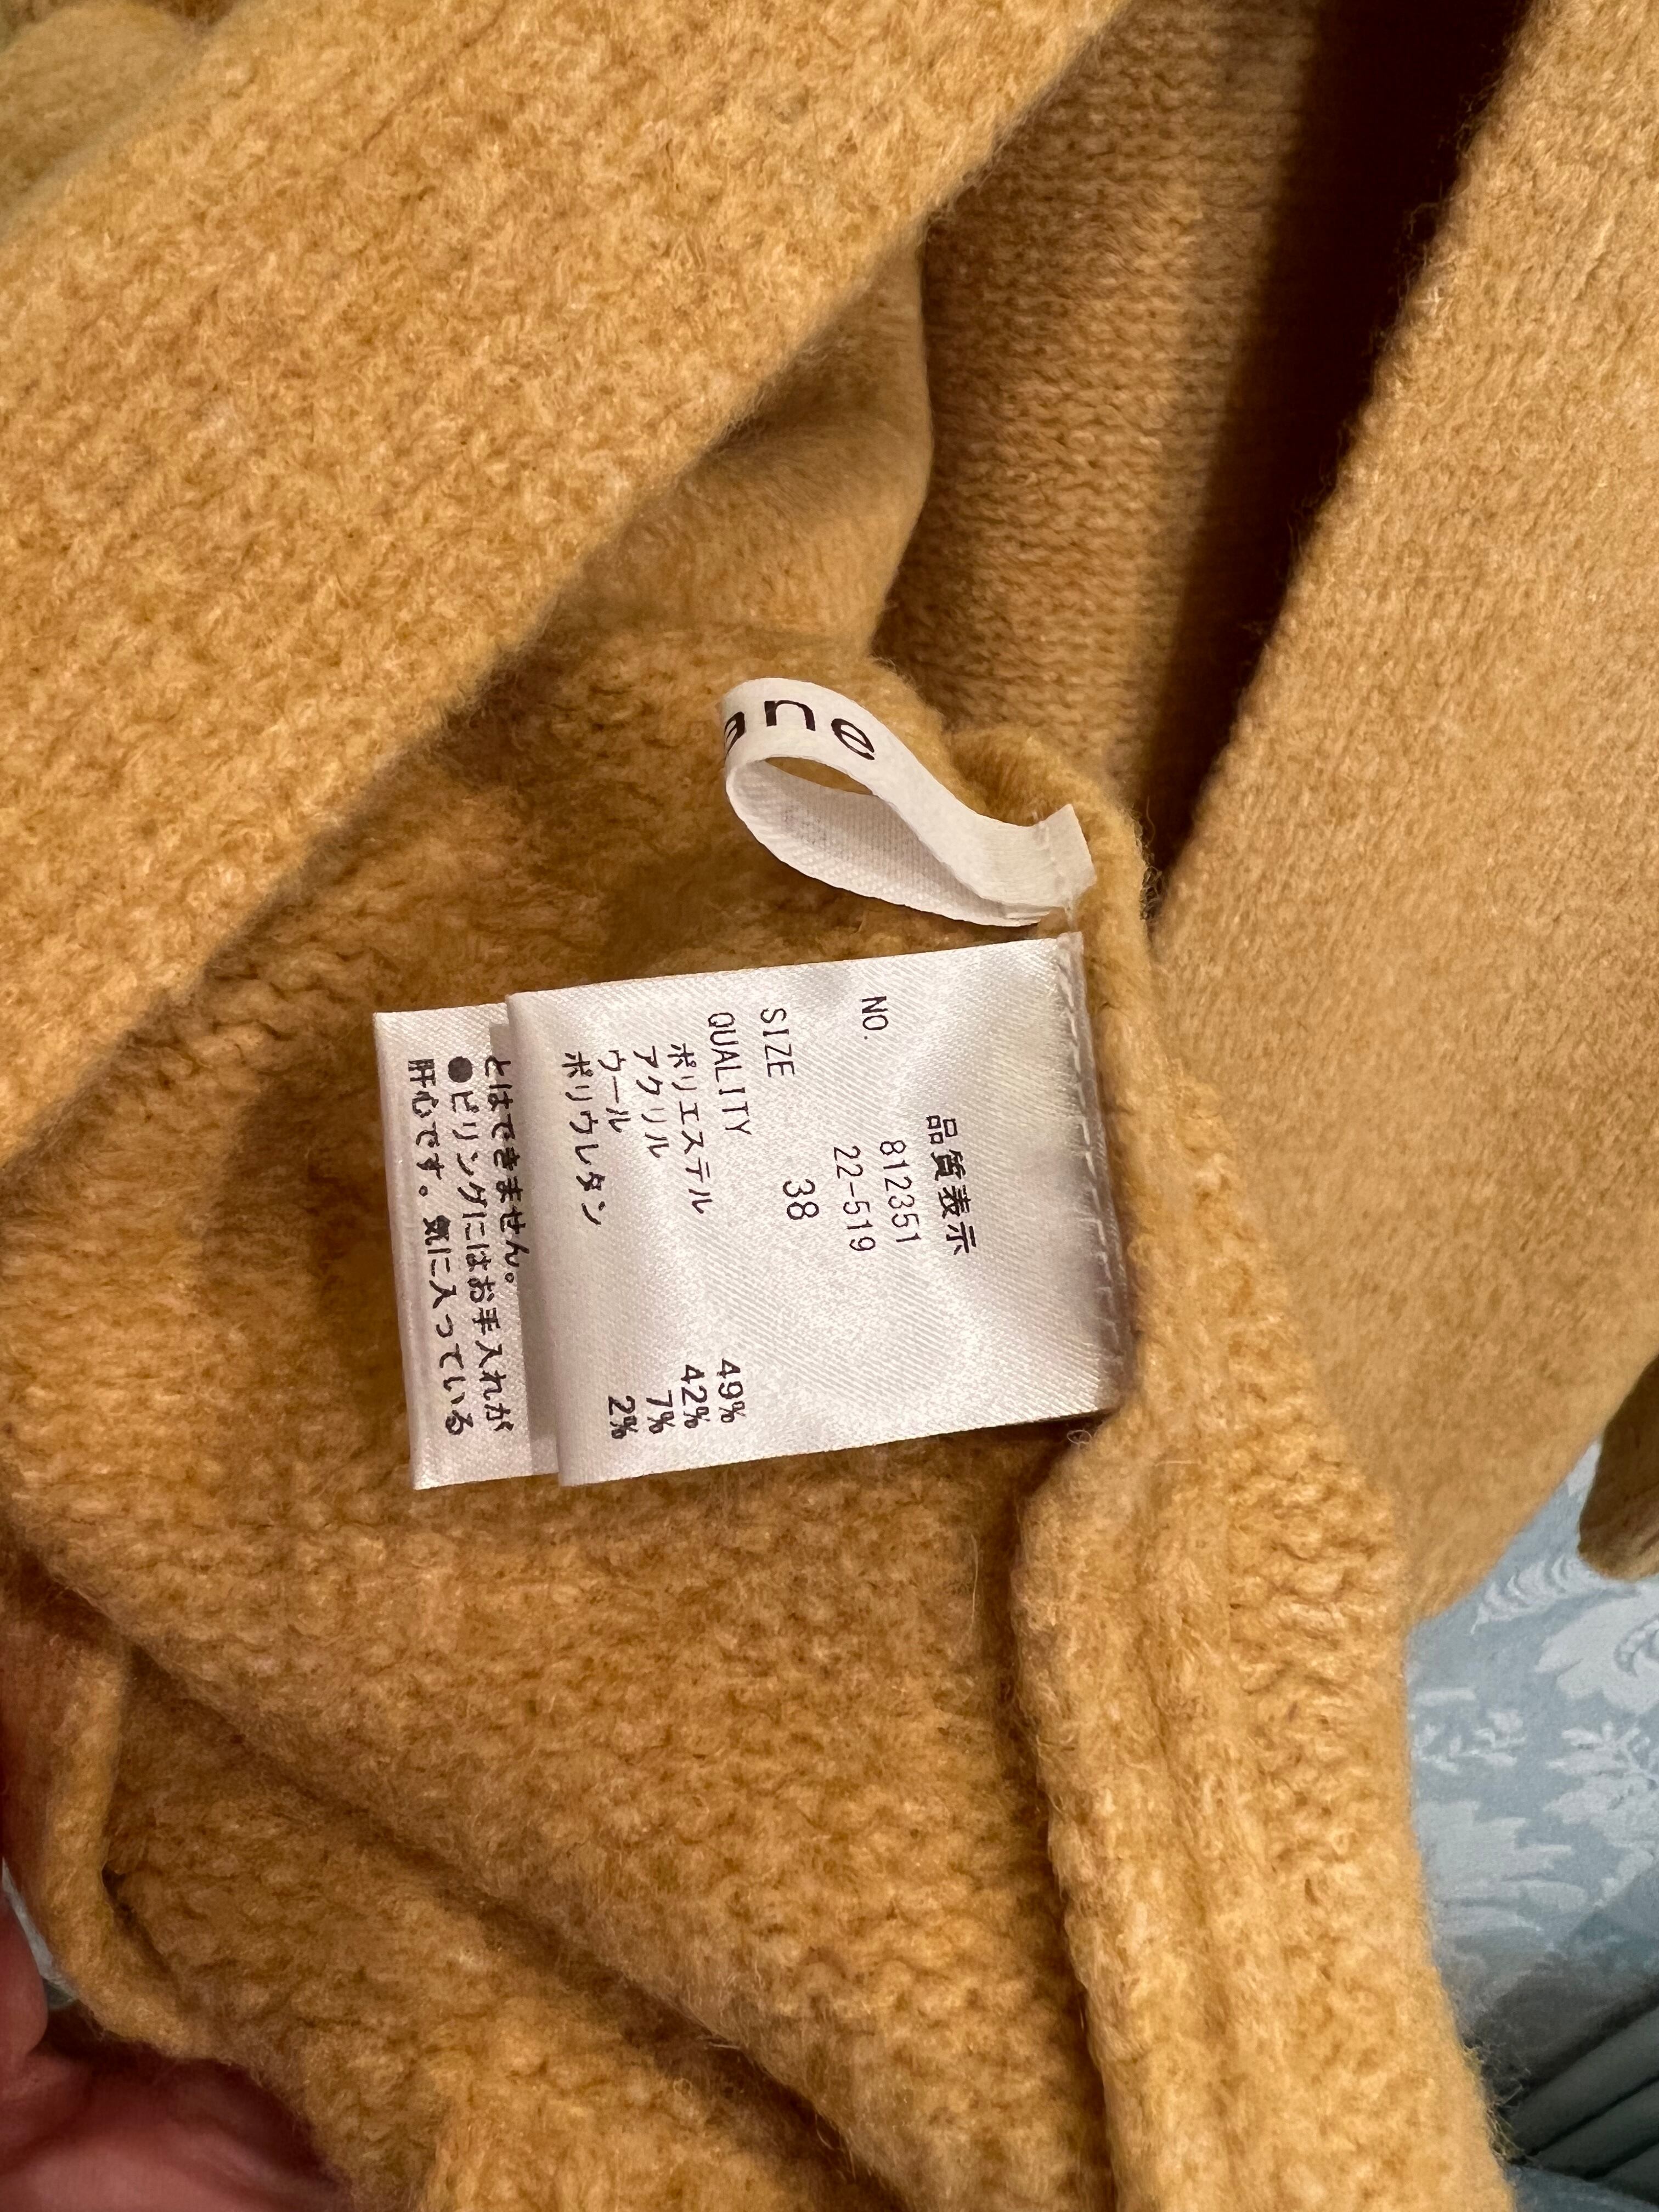 ane
品質表示
NO. 812351
22-519
SIZE 38
QUALITY
ポリエステル 49%
アクリル 42%
ウール 7%
ポリウレタン 2%
とはできません。
●ピリングにはお手入れが
肝心です。気に入っている